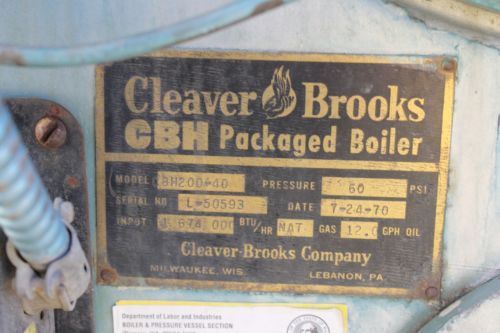 Cleaver Brooks
CBH Packaged Boiler
MODEL BH200-40 PRESSURE 60 PSI
SERIAL NO L-50593 DATE 7-24-70
INPUT 1 674 000 BTU/HR NAT GAS 12.0 GPH OIL
Cleaver-Brooks Company
MILWAUKEE, WIS. LEBANON, PA.
Department of Labor and Industries
BOILER & PRESSURE VESSEL SECTION